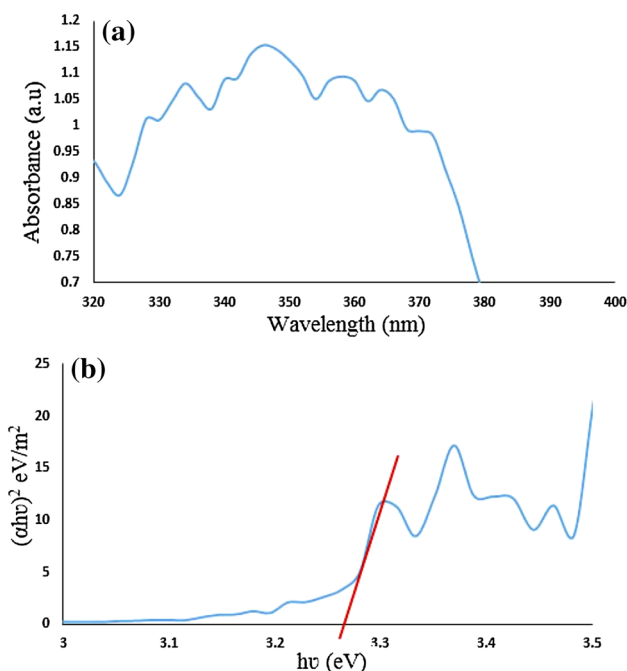 (a)
Absorbance (a.u)
1.2
1.15
1.1
1.05
1
0.95
0.9
0.85
0.8
0.75
0.7
320 330 340 350 360 370 380 390 400
Wavelength (nm)
(b)
(αhυ)² eV/m²
25
20
15
10
5
0
3 3.1 3.2 3.3 3.4 3.5
hυ (eV)